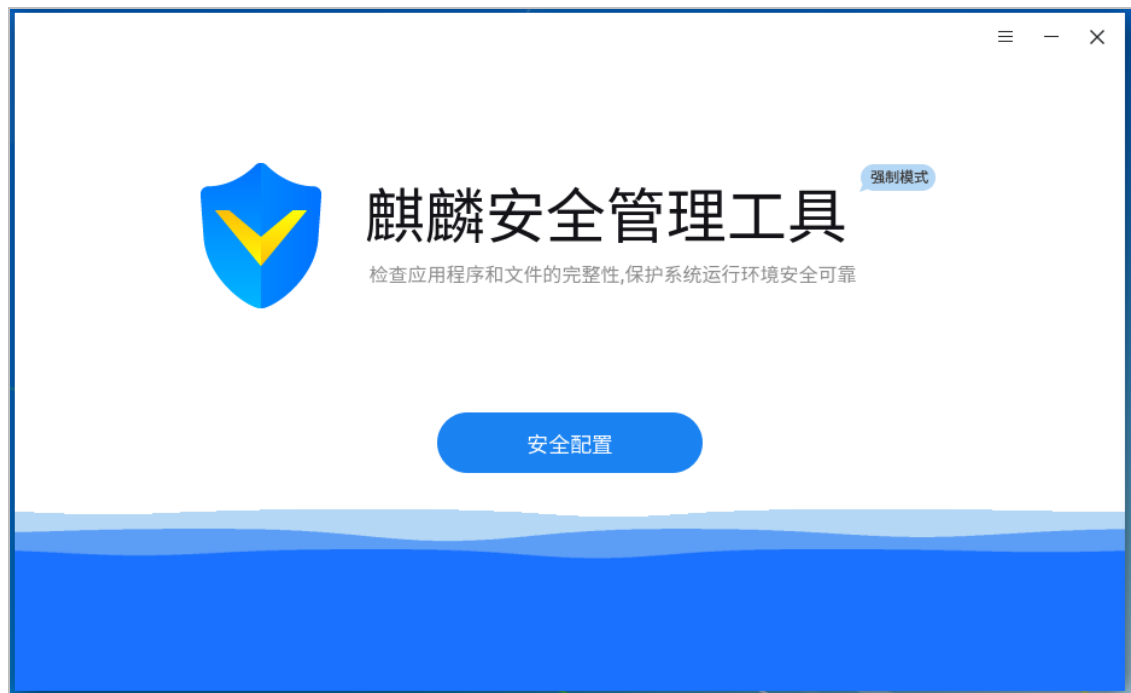 强制模式
麒麟安全管理工具
检查应用程序和文件的完整性,保护系统运行环境安全可靠
安全配置